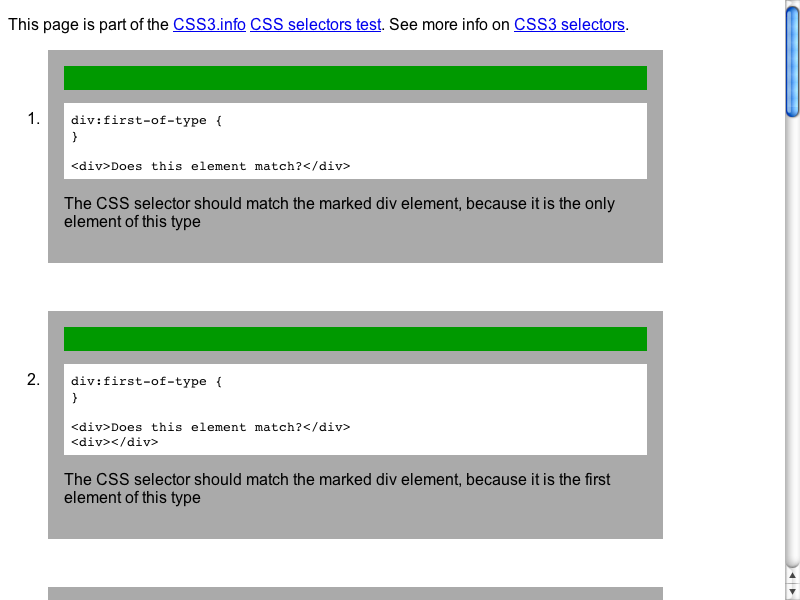 This page is part of the CSS3.info CSS selectors test. See more info on CSS3 selectors.
1.
div:first-of-type {
}
<div>Does this element match?</div>
The CSS selector should match the marked div element, because it is the only
element of this type
2.
div:first-of-type {
}
<div>Does this element match?</div>
<div></div>
The CSS selector should match the marked div element, because it is the first
element of this type